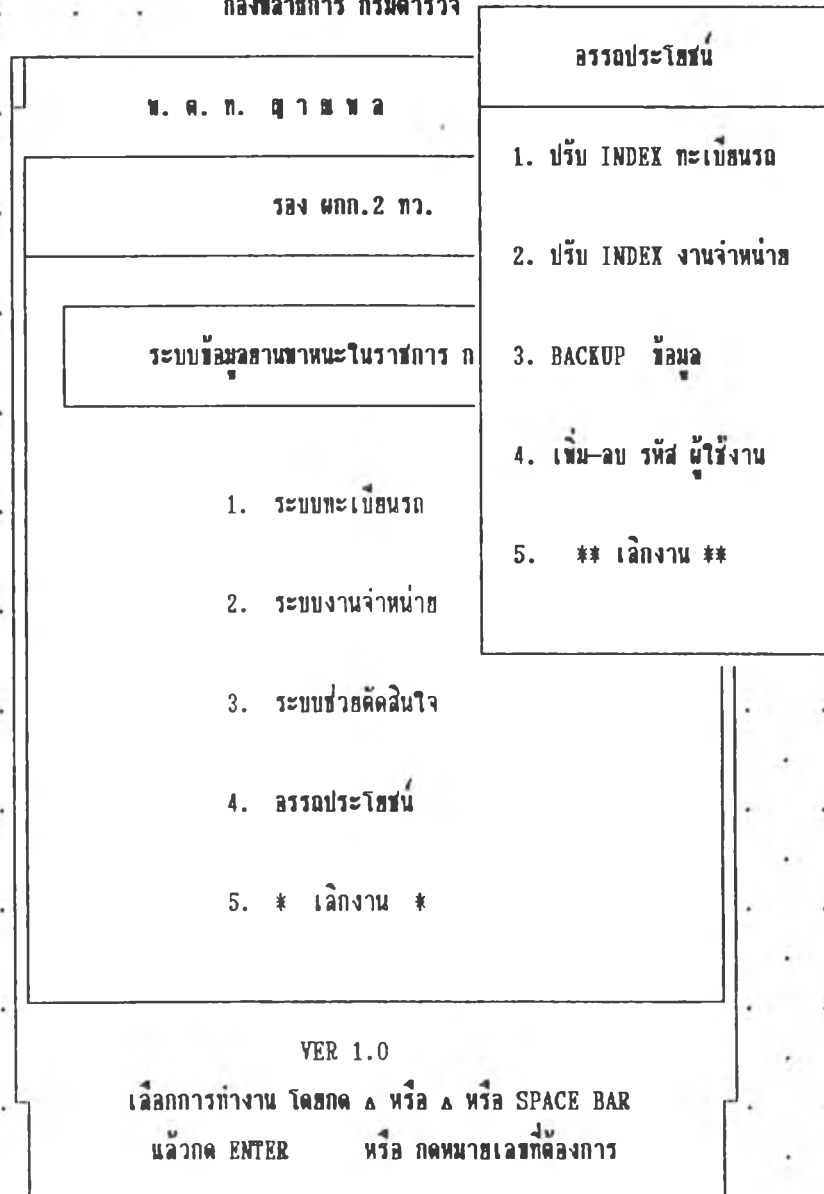 กองพลาธิการ กรมตำรวจ
พ. ต. ท. ชาญพล
รอง ผกก.2 ทว.
ระบบข้อมูลยานพาหนะในราชการ ก
1. ระบบทะเบียนรถ
2. ระบบงานจำหน่าย
3. ระบบช่วยตัดสินใจ
4. อรรถประโยชน์
5. * เลิกงาน *
อรรถประโยชน์
1. ปรับ INDEX ทะเบียนรถ
2. ปรับ INDEX งานจำหน่าย
3. BACKUP ข้อมูล
4. เพิ่ม-ลบ รหัส ผู้ใช้งาน
5. ** เลิกงาน **
VER 1.0
เลือกการทำงาน โดยกด หรือ หรือ SPACE BAR
แล้วกด ENTER หรือ กดหมายเลขที่ต้องการ